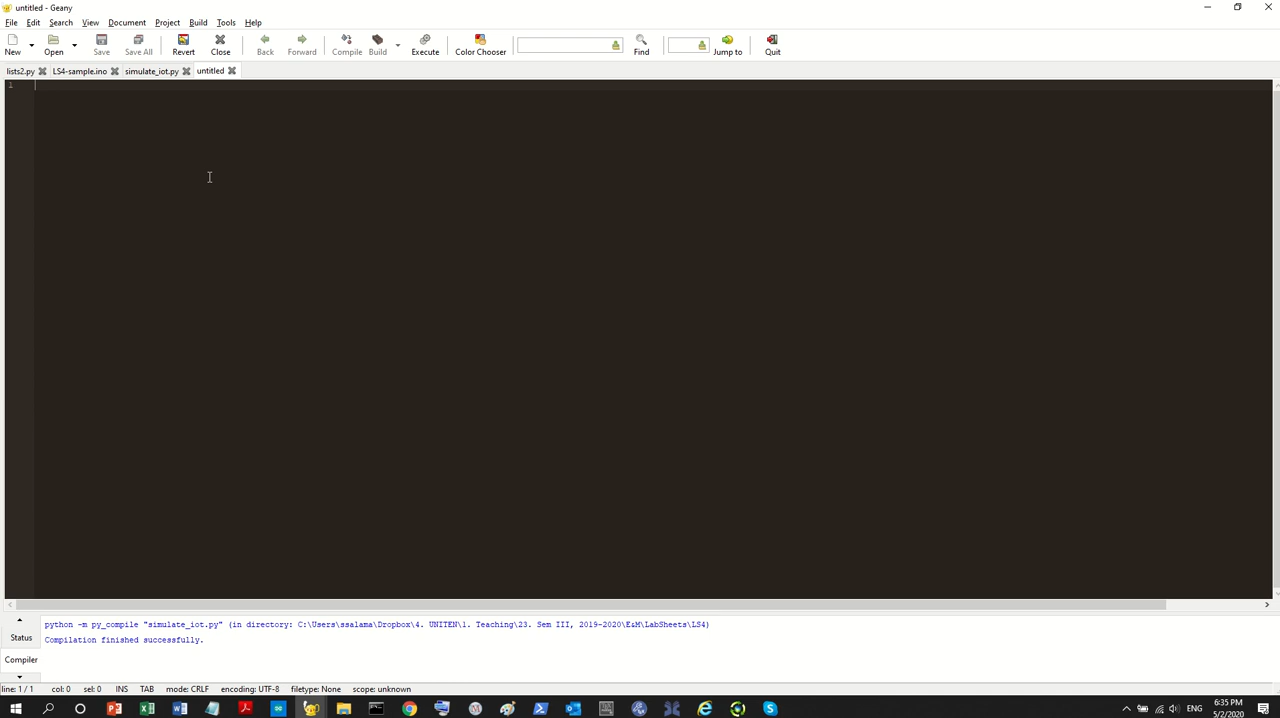 untitled - Geany
File Edit Search View Document Project Build Tools Help
New Open Save Save All Revert Close Back Forward Compile Build Execute Color Chooser Find Jump to Quit
lists2.py LS4-sample.ino simulate_iot.py untitled
1
python -m py_compile "simulate_iot.py" (in directory: C:\Users\ssalama\Dropbox\4. UNITEN\1. Teaching\23. Sem III, 2019-2020\E&M\LabSheets\LS4)
Status
Compilation finished successfully.
Compiler
line: 1 / 1 col: 0 sel: 0 INS TAB mode: CRLF encoding: UTF-8 filetype: None scope: unknown
ENG 6:35 PM
5/2/2020